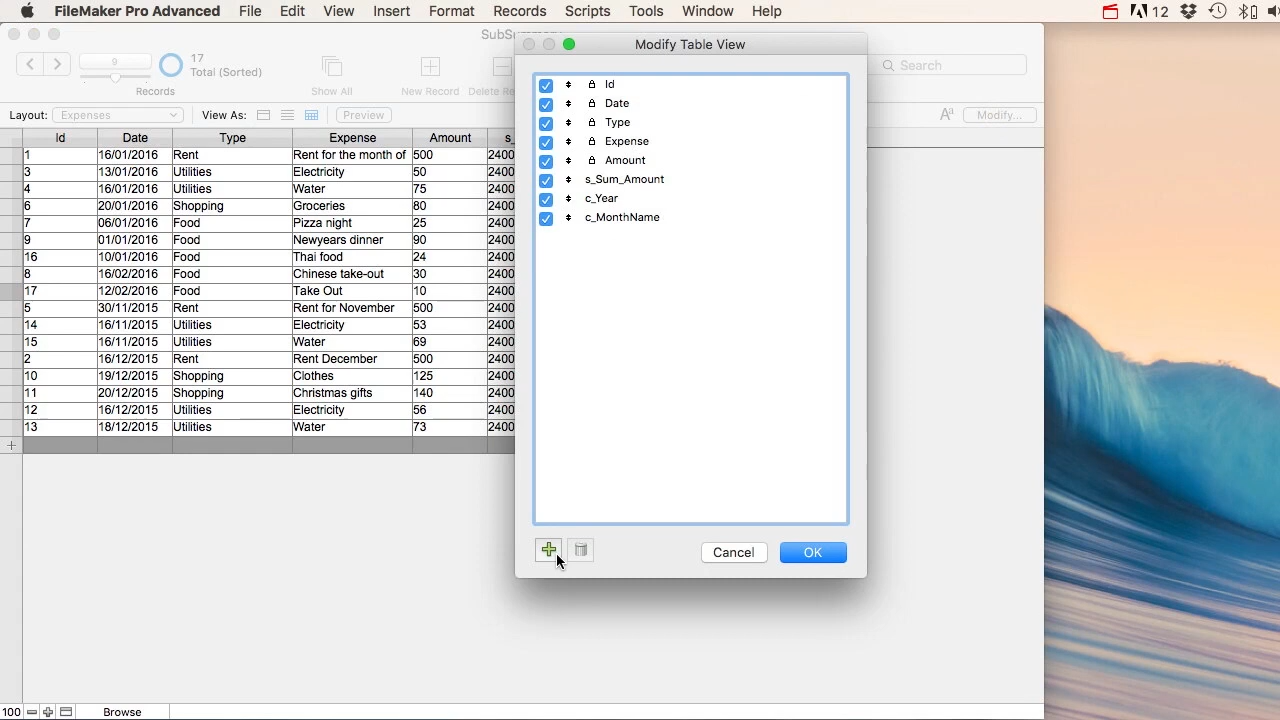 FileMaker Pro Advanced File Edit View Insert Format Records Scripts Tools Window Help 12
Modify Table View
9 17
Total (Sorted)
Records Show All New Record Search
Layout: Expenses View As: Preview Modify...
Id Date Type Expense Amount
1 16/01/2016 Rent Rent for the month of 500 2400
3 13/01/2016 Utilities Electricity 50 2400
4 16/01/2016 Utilities Water 75 2400
6 20/01/2016 Shopping Groceries 80 2400
7 06/01/2016 Food Pizza night 25 2400
9 01/01/2016 Food Newyears dinner 90 2400
16 10/01/2016 Food Thai food 24 2400
8 16/02/2016 Food Chinese take-out 30 2400
17 12/02/2016 Food Take Out 10 2400
5 30/11/2015 Rent Rent for November 500 2400
14 16/11/2015 Utilities Electricity 53 2400
15 16/11/2015 Utilities Water 69 2400
2 16/12/2015 Rent Rent December 500 2400
10 19/12/2015 Shopping Clothes 125 2400
11 20/12/2015 Shopping Christmas gifts 140 2400
12 16/12/2015 Utilities Electricity 56 2400
13 18/12/2015 Utilities Water 73 2400
Id
Date
Type
Expense
Amount
s_Sum_Amount
c_Year
c_MonthName
Cancel OK
100 Browse